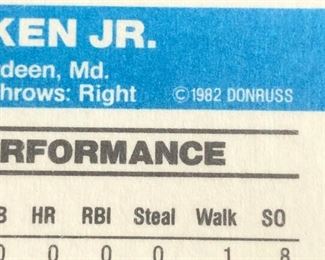 KEN JR.
deen, Md.
Throws: Right ©1982 DONRUSS
RFORMANCE
B HR RBI Steal Walk SO
0 0 0 0 1 8